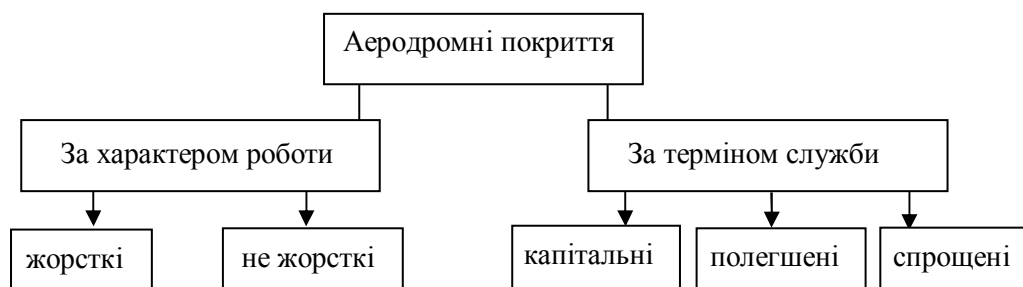 Аеродромні покриття
За характером роботи
За терміном служби
жорсткі
не жорсткі
капітальні
полегшені
спрощені